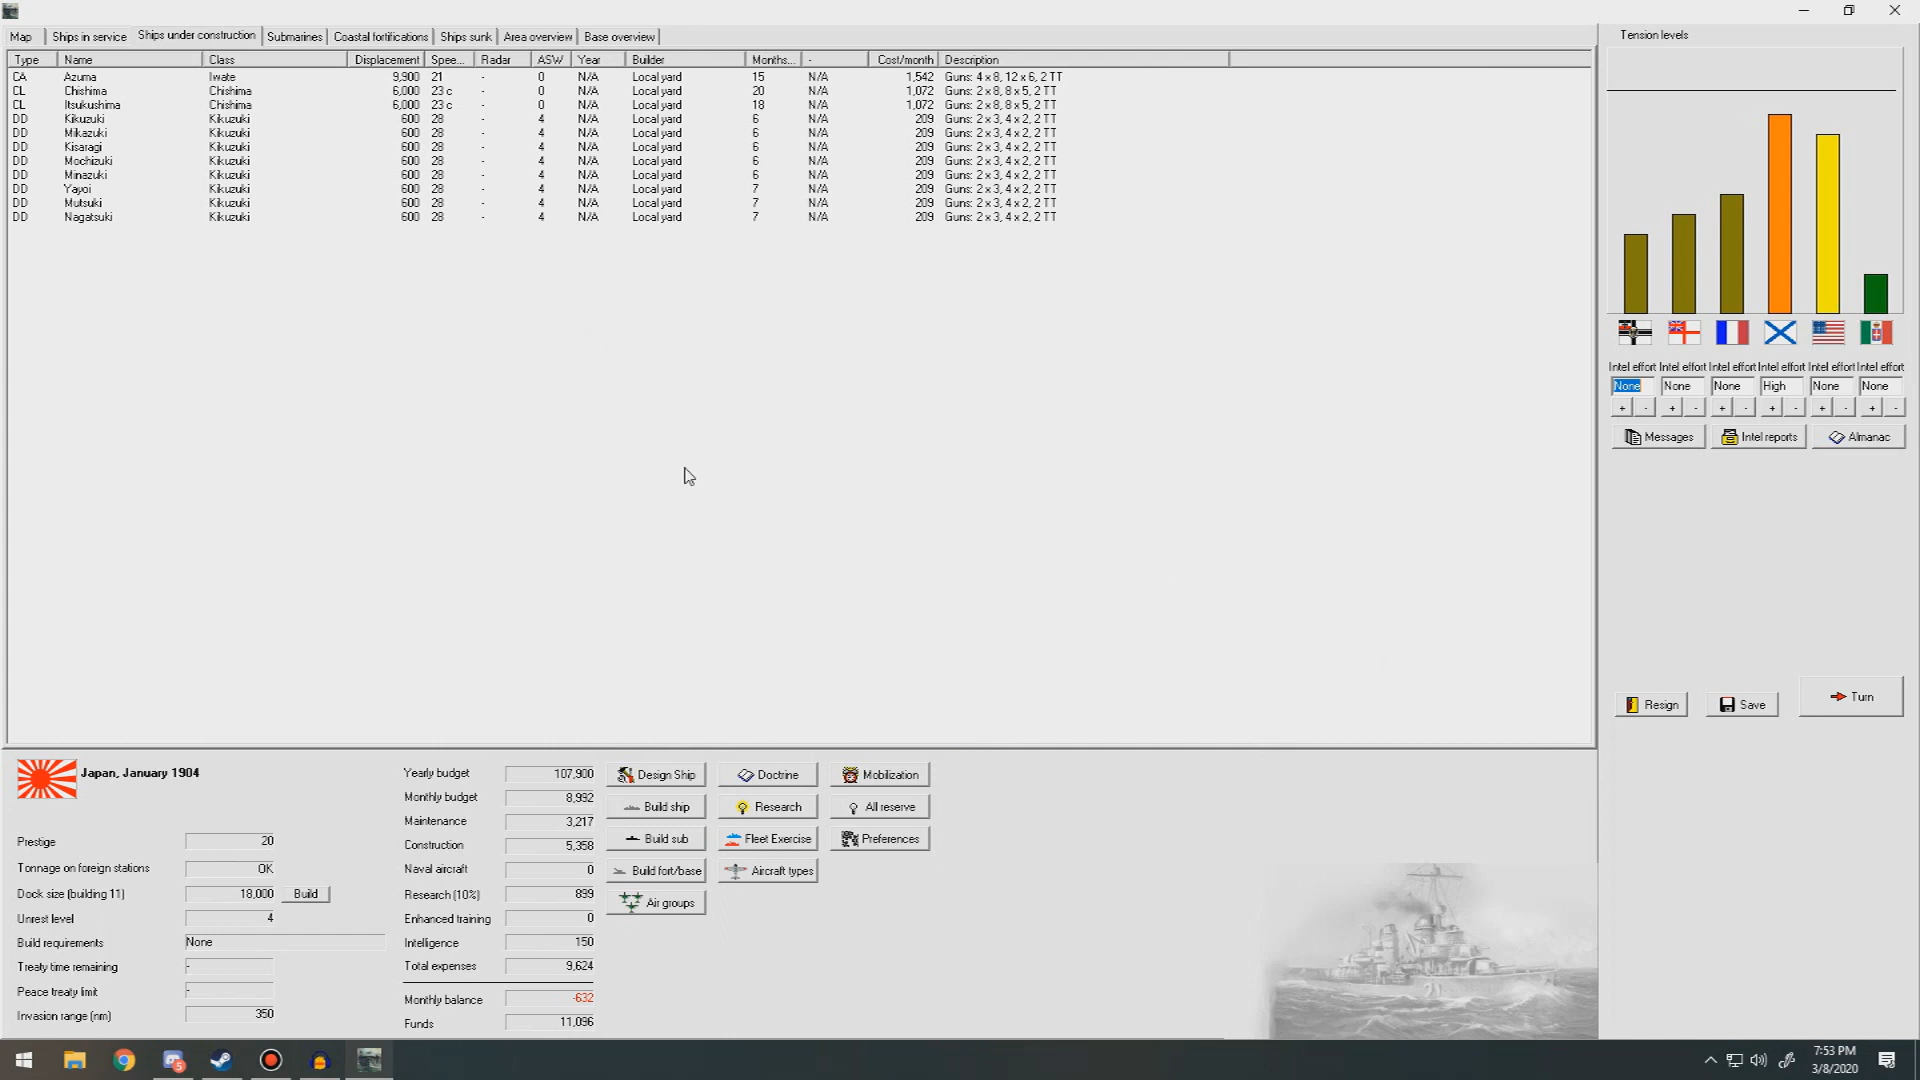 Map Ships in service Ships under construction Submarines Coastal fortifications Ships sunk Area overview Base overview
Type Name Class Displacement Spee... Radar ASW Year Builder Months... - Cost/month Description
CA Azuma Iwate 9,900 21 - 0 N/A Local yard 15 N/A 1,542 Guns: 4 x 8, 12 x 6, 2 TT
CL Chishima Chishima 6,000 23 c - 0 N/A Local yard 20 N/A 1,072 Guns: 2 x 8, 8 x 5, 2 TT
CL Itsukushima Chishima 6,000 23 c - 0 N/A Local yard 18 N/A 1,072 Guns: 2 x 8, 8 x 5, 2 TT
DD Kikuzuki Kikuzuki 600 28 - 4 N/A Local yard 6 N/A 209 Guns: 2 x 3, 4 x 2, 2 TT
DD Mikazuki Kikuzuki 600 28 - 4 N/A Local yard 6 N/A 209 Guns: 2 x 3, 4 x 2, 2 TT
DD Kisaragi Kikuzuki 600 28 - 4 N/A Local yard 6 N/A 209 Guns: 2 x 3, 4 x 2, 2 TT
DD Mochizuki Kikuzuki 600 28 - 4 N/A Local yard 6 N/A 209 Guns: 2 x 3, 4 x 2, 2 TT
DD Minazuki Kikuzuki 600 28 - 4 N/A Local yard 6 N/A 209 Guns: 2 x 3, 4 x 2, 2 TT
DD Yayoi Kikuzuki 600 28 - 4 N/A Local yard 7 N/A 209 Guns: 2 x 3, 4 x 2, 2 TT
DD Mutsuki Kikuzuki 600 28 - 4 N/A Local yard 7 N/A 209 Guns: 2 x 3, 4 x 2, 2 TT
DD Nagatsuki Kikuzuki 600 28 - 4 N/A Local yard 7 N/A 209 Guns: 2 x 3, 4 x 2, 2 TT
Tension levels
Intel effort Intel effort Intel effort Intel effort Intel effort Intel effort
None None None High None None
+ - + - + - + - + - + -
Messages Intel reports Almanac
Resign Save Turn
Japan, January 1904
Prestige 20
Tonnage on foreign stations OK
Dock size (building 11) 18,000 Build
Unrest level 4
Build requirements None
Treaty time remaining -
Peace treaty limit -
Invasion range (nm) 350
Yearly budget 107,900
Monthly budget 8,992
Maintenance 3,217
Construction 5,358
Naval aircraft 0
Research (10%) 899
Enhanced training 0
Intelligence 150
Total expenses 9,624
Monthly balance -632
Funds 11,096
Design Ship Doctrine Mobilization
Build ship Research All reserve
Build sub Fleet Exercise Preferences
Build fort/base Aircraft types
Air groups
5
7:53 PM
3/8/2020